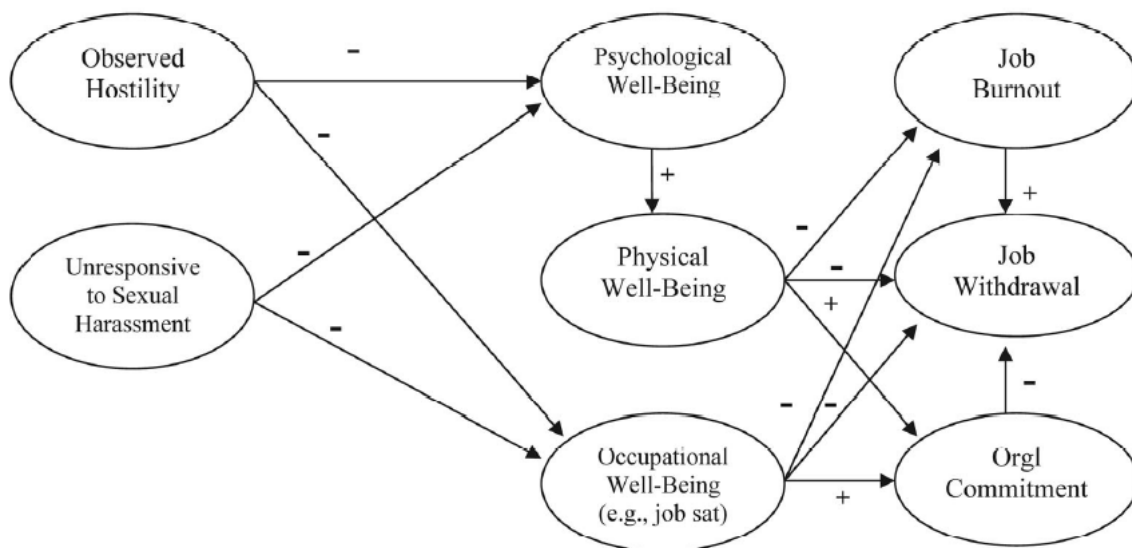 Observed
Hostility
Psychological
Well-Being
Job
Burnout
-
-
+
+
Unresponsive
to Sexual
Harassment
-
-
Physical
Well-Being
-
-
+
Job
Withdrawal
-
-
-
Occupational
Well-Being
(e.g., job sat)
+
Orgl
Commitment